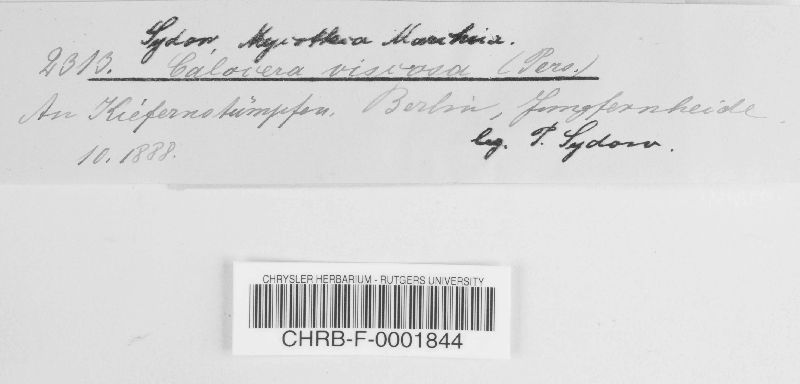 Sydow, Mycotheca Marchica.
2313. Calocera viscosa (Pers.)
An Kiefernstümpfen. Berlin, Jungfernheide.
leg. P. Sydow.
10. 1888.
CHRYSLER HERBARIUM - RUTGERS UNIVERSITY
CHRB-F-0001844